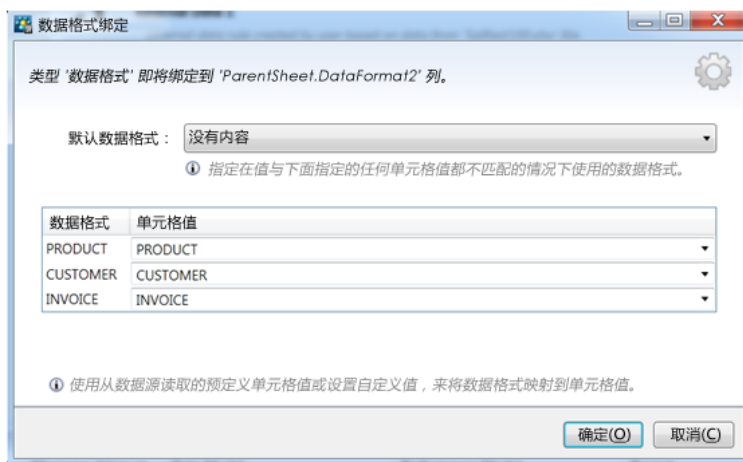 数据格式绑定
类型 '数据格式' 即将绑定到 'ParentSheet.DataFormat2' 列。
默认数据格式： 没有内容
指定在值与下面指定的任何单元格值都不匹配的情况下使用的数据格式。
数据格式 单元格值
PRODUCT PRODUCT
CUSTOMER CUSTOMER
INVOICE INVOICE
使用从数据源读取的预定义单元格值或设置自定义值，来将数据格式映射到单元格值。
确定(O) 取消(C)